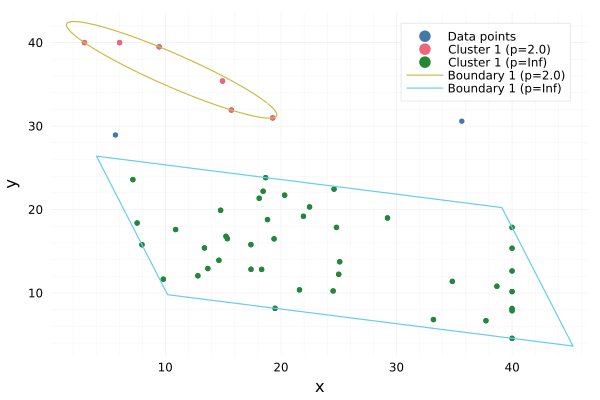 Data points
Cluster 1 (p=2.0)
Cluster 1 (p=Inf)
Boundary 1 (p=2.0)
Boundary 1 (p=Inf)
40
30
20
10
y
10 20 30 40
x